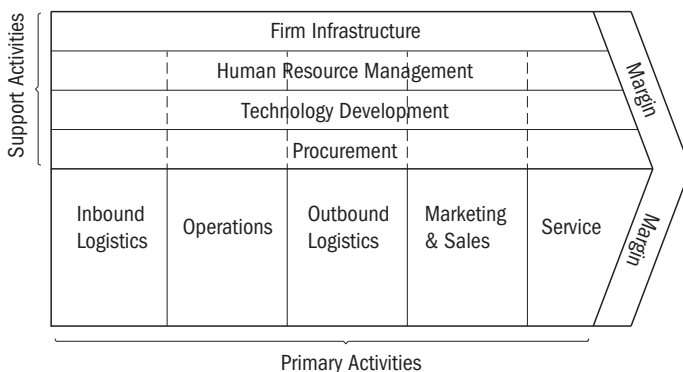 Support Activities
Firm Infrastructure
Human Resource Management
Technology Development
Procurement
Margin
Inbound
Logistics
Operations
Outbound
Logistics
Marketing
& Sales
Service
Margin
Primary Activities